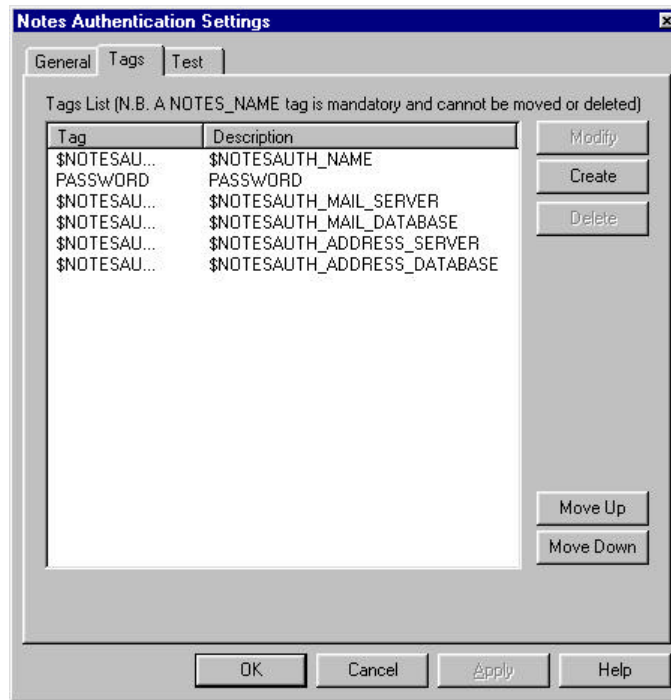 Notes Authentication Settings
General Tags Test
Tags List (N.B. A NOTES_NAME tag is mandatory and cannot be moved or deleted)
Tag Description
$NOTESAU... $NOTESAUTH_NAME
PASSWORD PASSWORD
$NOTESAU... $NOTESAUTH_MAIL_SERVER
$NOTESAU... $NOTESAUTH_MAIL_DATABASE
$NOTESAU... $NOTESAUTH_ADDRESS_SERVER
$NOTESAU... $NOTESAUTH_ADDRESS_DATABASE
Modify
Create
Delete
Move Up
Move Down
OK Cancel Apply Help